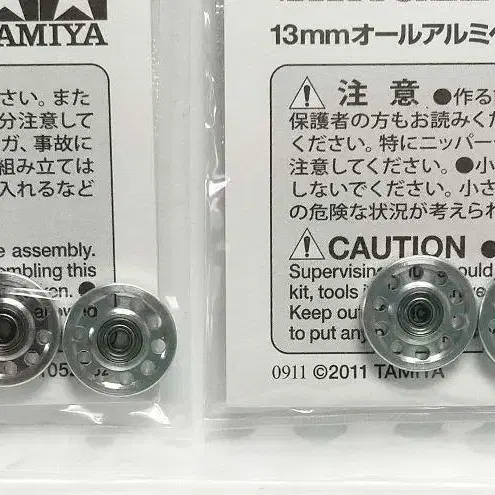 TAMIYA
さい。また
分注意して
ガ、事故に
組み立ては
入れるなど
assembly.
this
13mmオールアルミベ
注 意 ●作る
保護者の方もお読みくだ
ください。特にニッパー
注意してください。●小
しないでください。小さ
の危険な状況が考えられ
CAUTION ●
Supervising
kit, tools
Keep out
to put any
0911 ©2011 TAMIYA